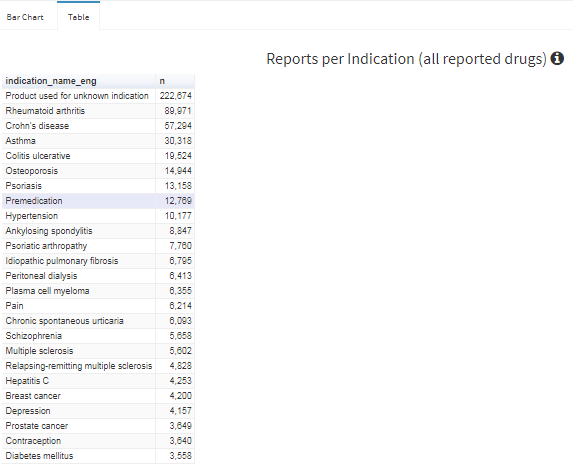 Bar Chart Table
Reports per Indication (all reported drugs)
indication_name_eng n
Product used for unknown indication 222,674
Rheumatoid arthritis 89,971
Crohn's disease 57,294
Asthma 30,318
Colitis ulcerative 19,524
Osteoporosis 14,944
Psoriasis 13,158
Premedication 12,769
Hypertension 10,177
Ankylosing spondylitis 8,847
Psoriatic arthropathy 7,760
Idiopathic pulmonary fibrosis 6,795
Peritoneal dialysis 6,413
Plasma cell myeloma 6,355
Pain 6,214
Chronic spontaneous urticaria 6,093
Schizophrenia 5,658
Multiple sclerosis 5,602
Relapsing-remitting multiple sclerosis 4,828
Hepatitis C 4,253
Breast cancer 4,200
Depression 4,157
Prostate cancer 3,649
Contraception 3,640
Diabetes mellitus 3,558